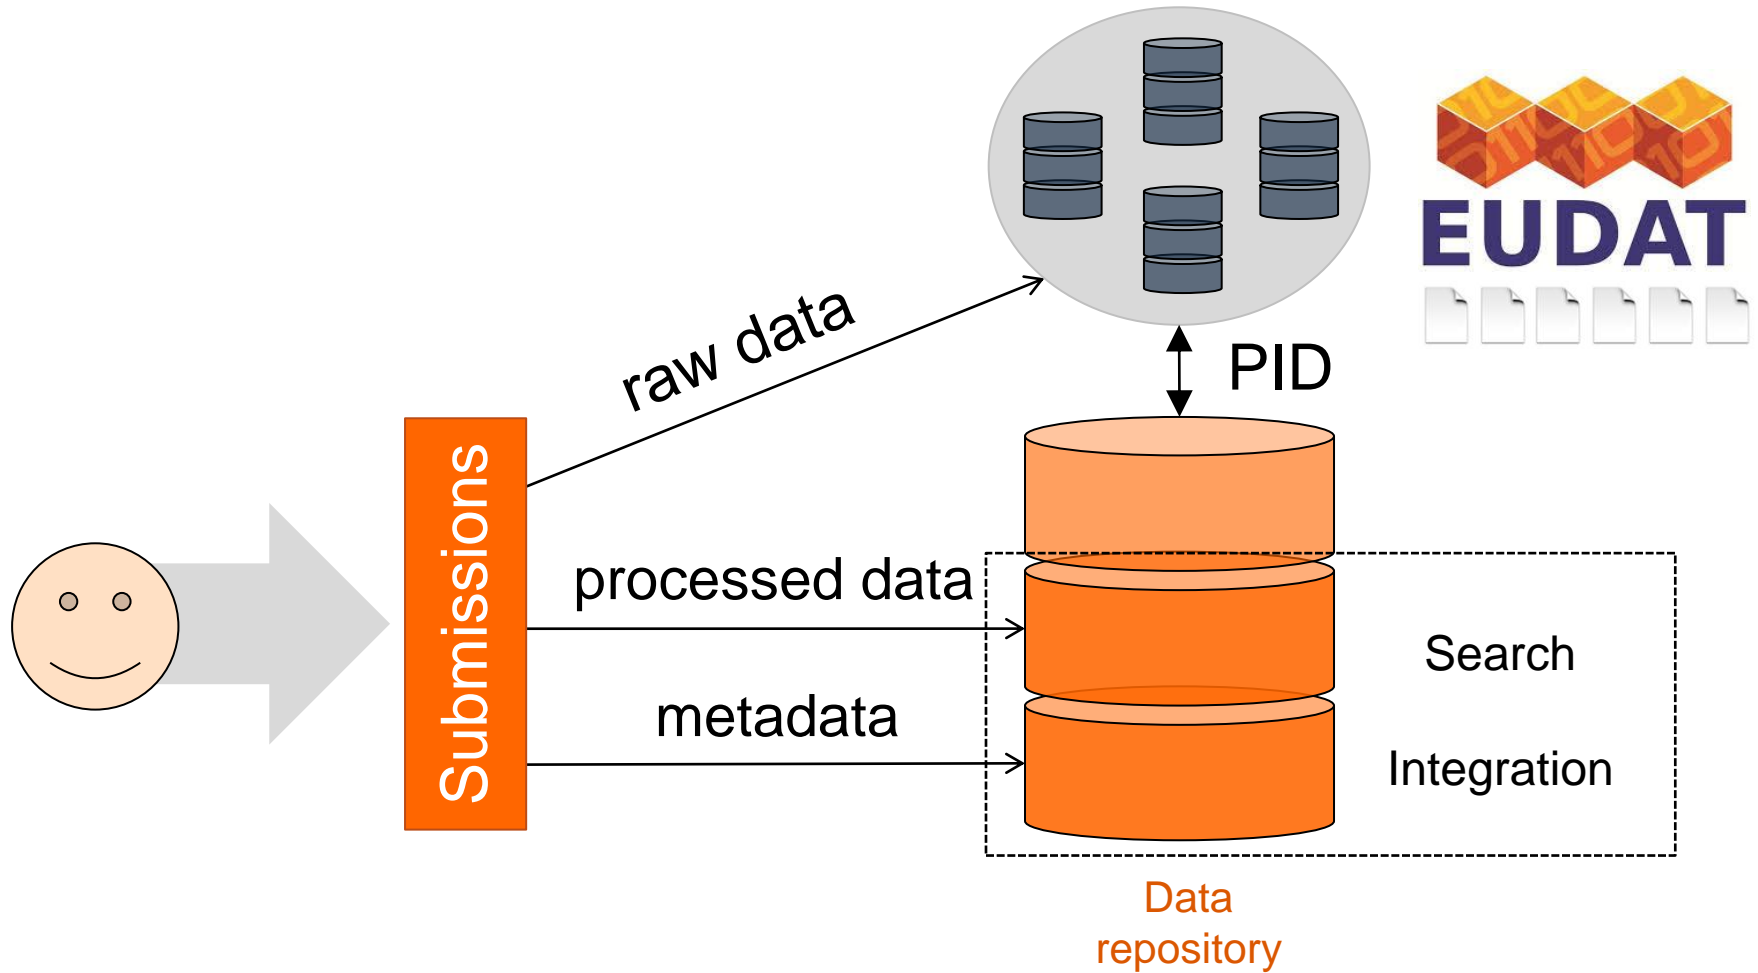 EUDAT
raw data
PID
Submissions
processed data
metadata
Search
Integration
Data
repository